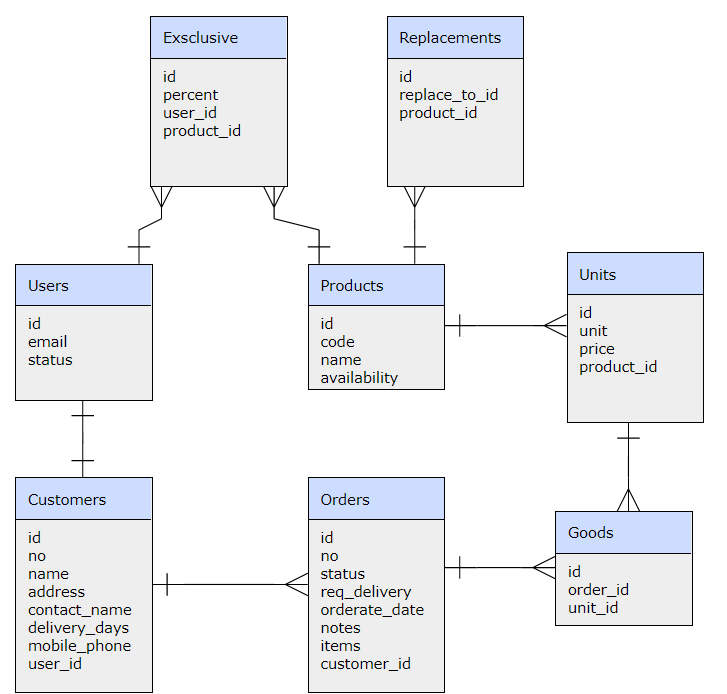 Exsclusive
id
percent
user_id
product_id
Replacements
id
replace_to_id
product_id
Users
id
email
status
Products
id
code
name
availability
Units
id
unit
price
product_id
Customers
id
no
name
address
contact_name
delivery_days
mobile_phone
user_id
Orders
id
no
status
req_delivery
orderate_date
notes
items
customer_id
Goods
id
order_id
unit_id